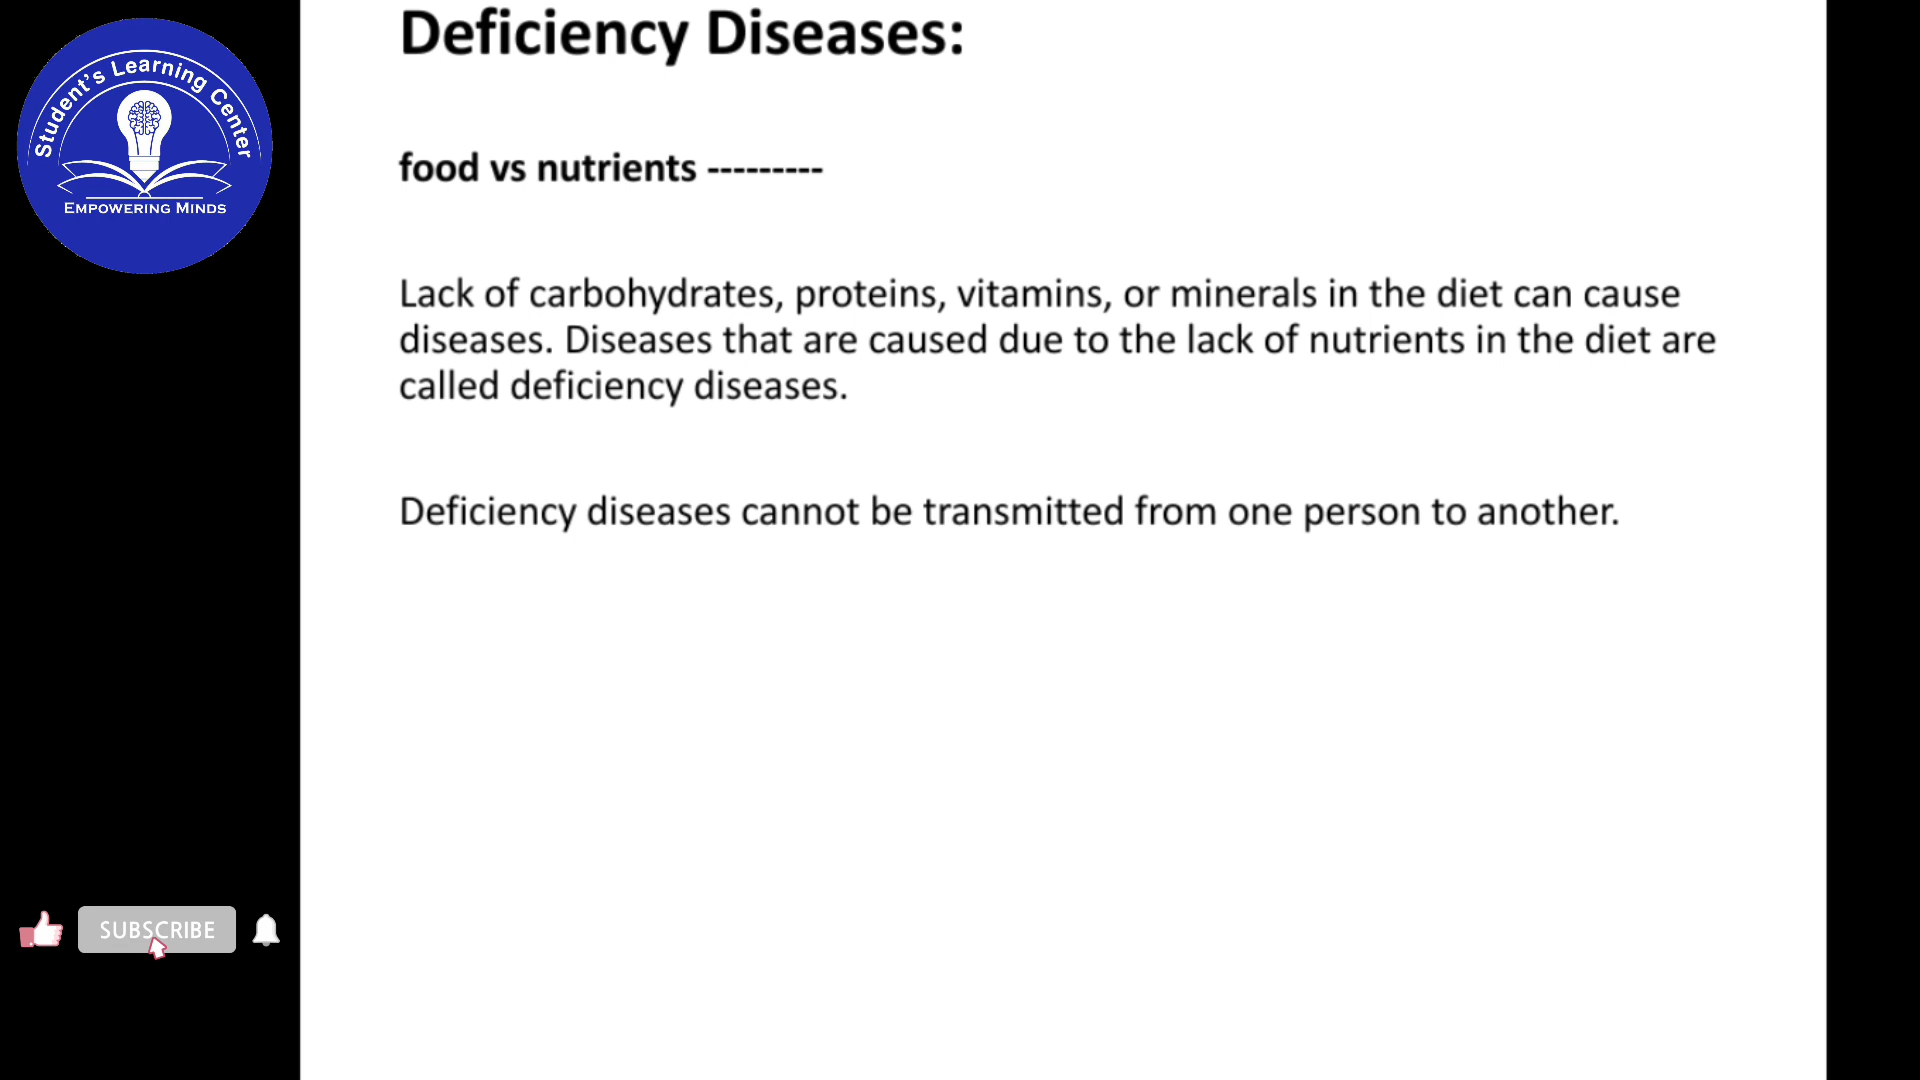 Student's Learning Center
EMPOWERING MINDS
Deficiency Diseases:
food vs nutrients ---------
Lack of carbohydrates, proteins, vitamins, or minerals in the diet can cause
diseases. Diseases that are caused due to the lack of nutrients in the diet are
called deficiency diseases.
Deficiency diseases cannot be transmitted from one person to another.
SUBSCRIBE